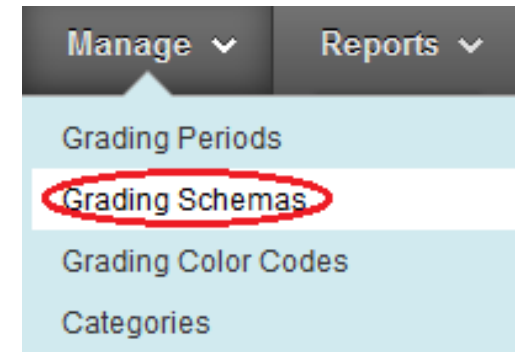 Manage Reports
Grading Periods
Grading Schemas
Grading Color Codes
Categories